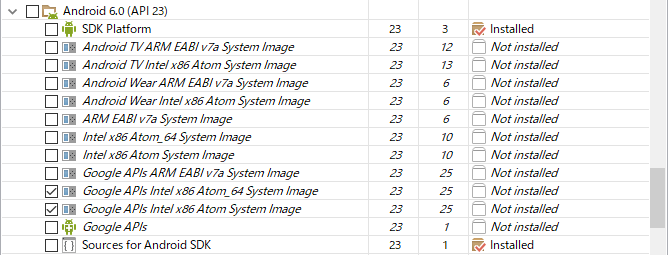 Android 6.0 (API 23)
SDK Platform 23 3 Installed
Android TV ARM EABI v7a System Image 23 12 Not installed
Android TV Intel x86 Atom System Image 23 13 Not installed
Android Wear ARM EABI v7a System Image 23 6 Not installed
Android Wear Intel x86 Atom System Image 23 6 Not installed
ARM EABI v7a System Image 23 6 Not installed
Intel x86 Atom_64 System Image 23 10 Not installed
Intel x86 Atom System Image 23 10 Not installed
Google APIs ARM EABI v7a System Image 23 25 Not installed
Google APIs Intel x86 Atom_64 System Image 23 25 Not installed
Google APIs Intel x86 Atom System Image 23 25 Not installed
Google APIs 23 1 Not installed
Sources for Android SDK 23 1 Installed